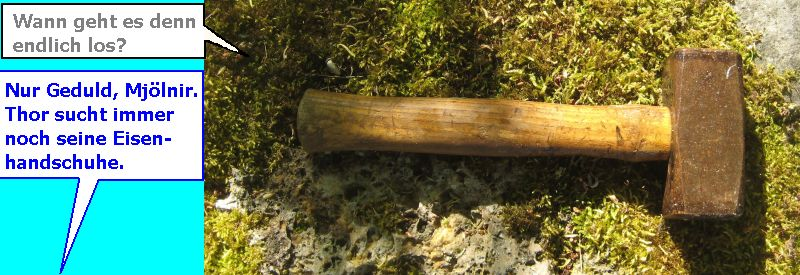 Wann geht es denn
endlich los?
Nur Geduld, Mjölnir.
Thor sucht immer
noch seine Eisen-
handschuhe.